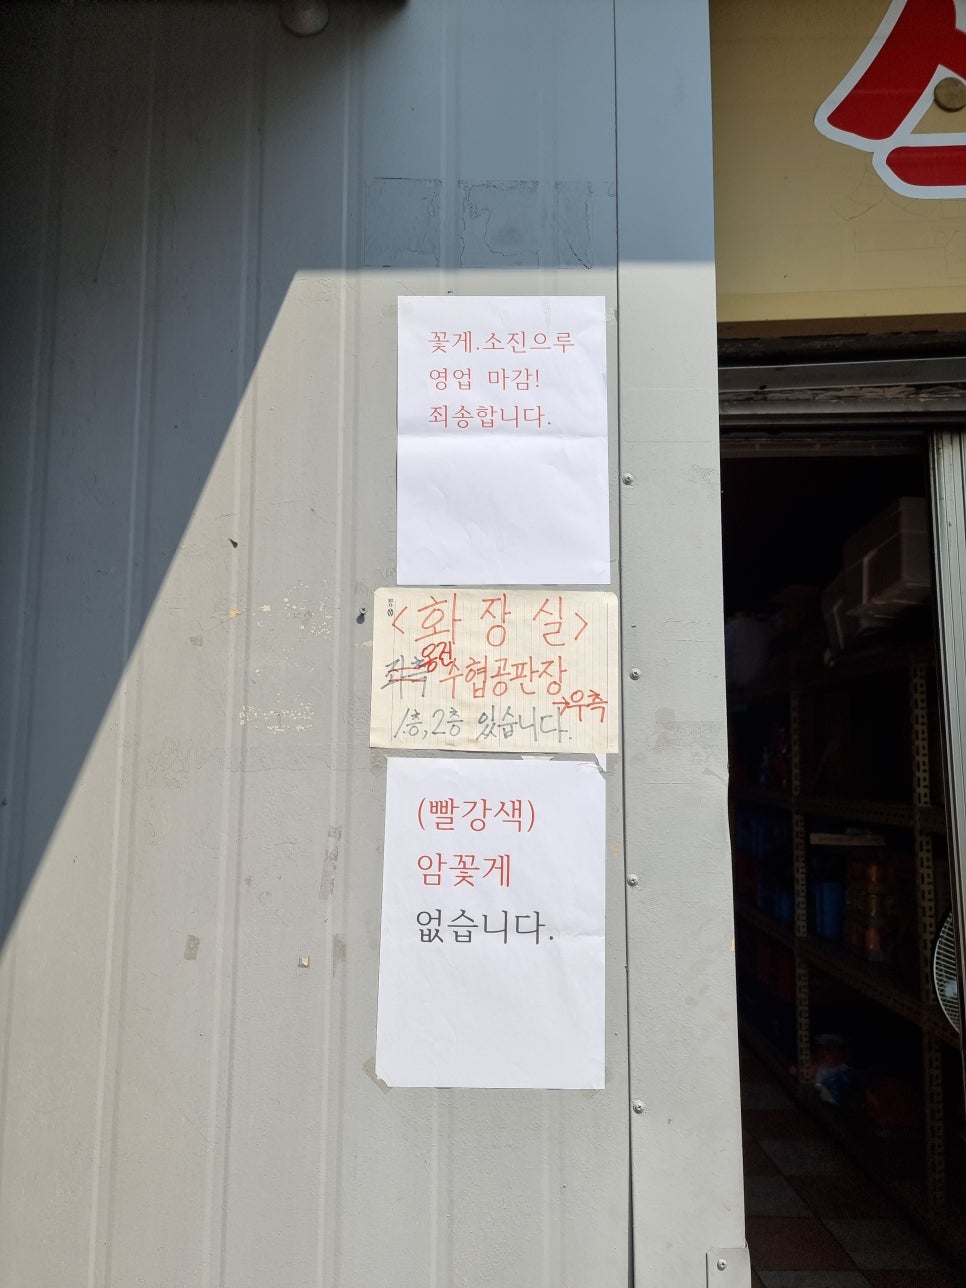 꽃게.소진으루
영업 마감!
죄송합니다.
<화장실>
옹진
좌측 수협공판장
→우측
1층, 2층 있습니다.
(빨강색)
암꽃게
없습니다.